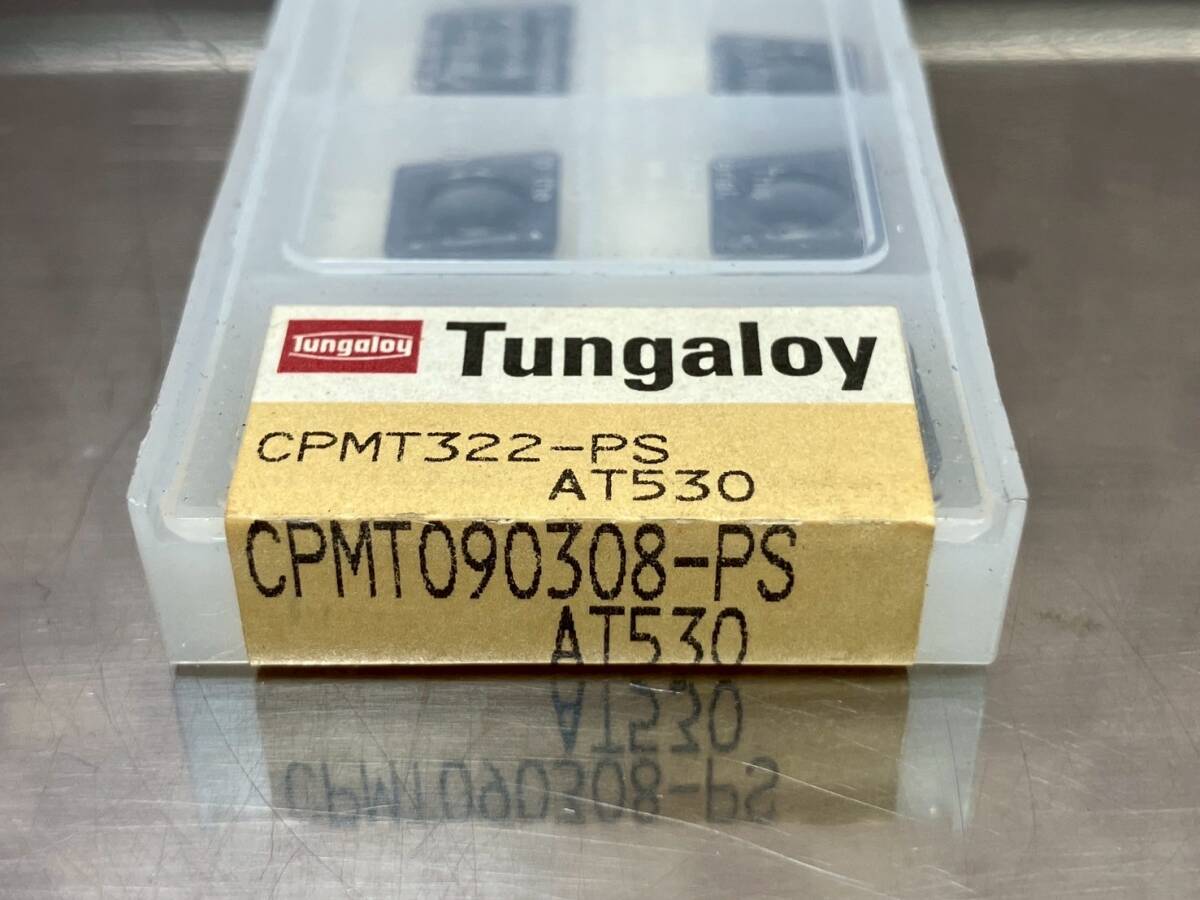 Tungaloy Tungaloy
CPMT322-PS
AT530
CPMT090308-PS
AT530